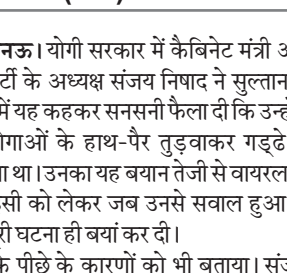 नऊ। योगी सरकार में कैबिनेट मंत्री अ
र्टी के अध्यक्ष संजय निषाद ने सुल्तान
में यह कहकर सनसनी फैला दी कि उन्हो
रोगाओं के हाथ-पैर तुड़वाकर गड्ढे
ा था। उनका यह बयान तेजी से वायरल
सी को लेकर जब उनसे सवाल हुआ
री घटना ही बयां कर दी।
के पीछे के कारणों को भी बताया। संज